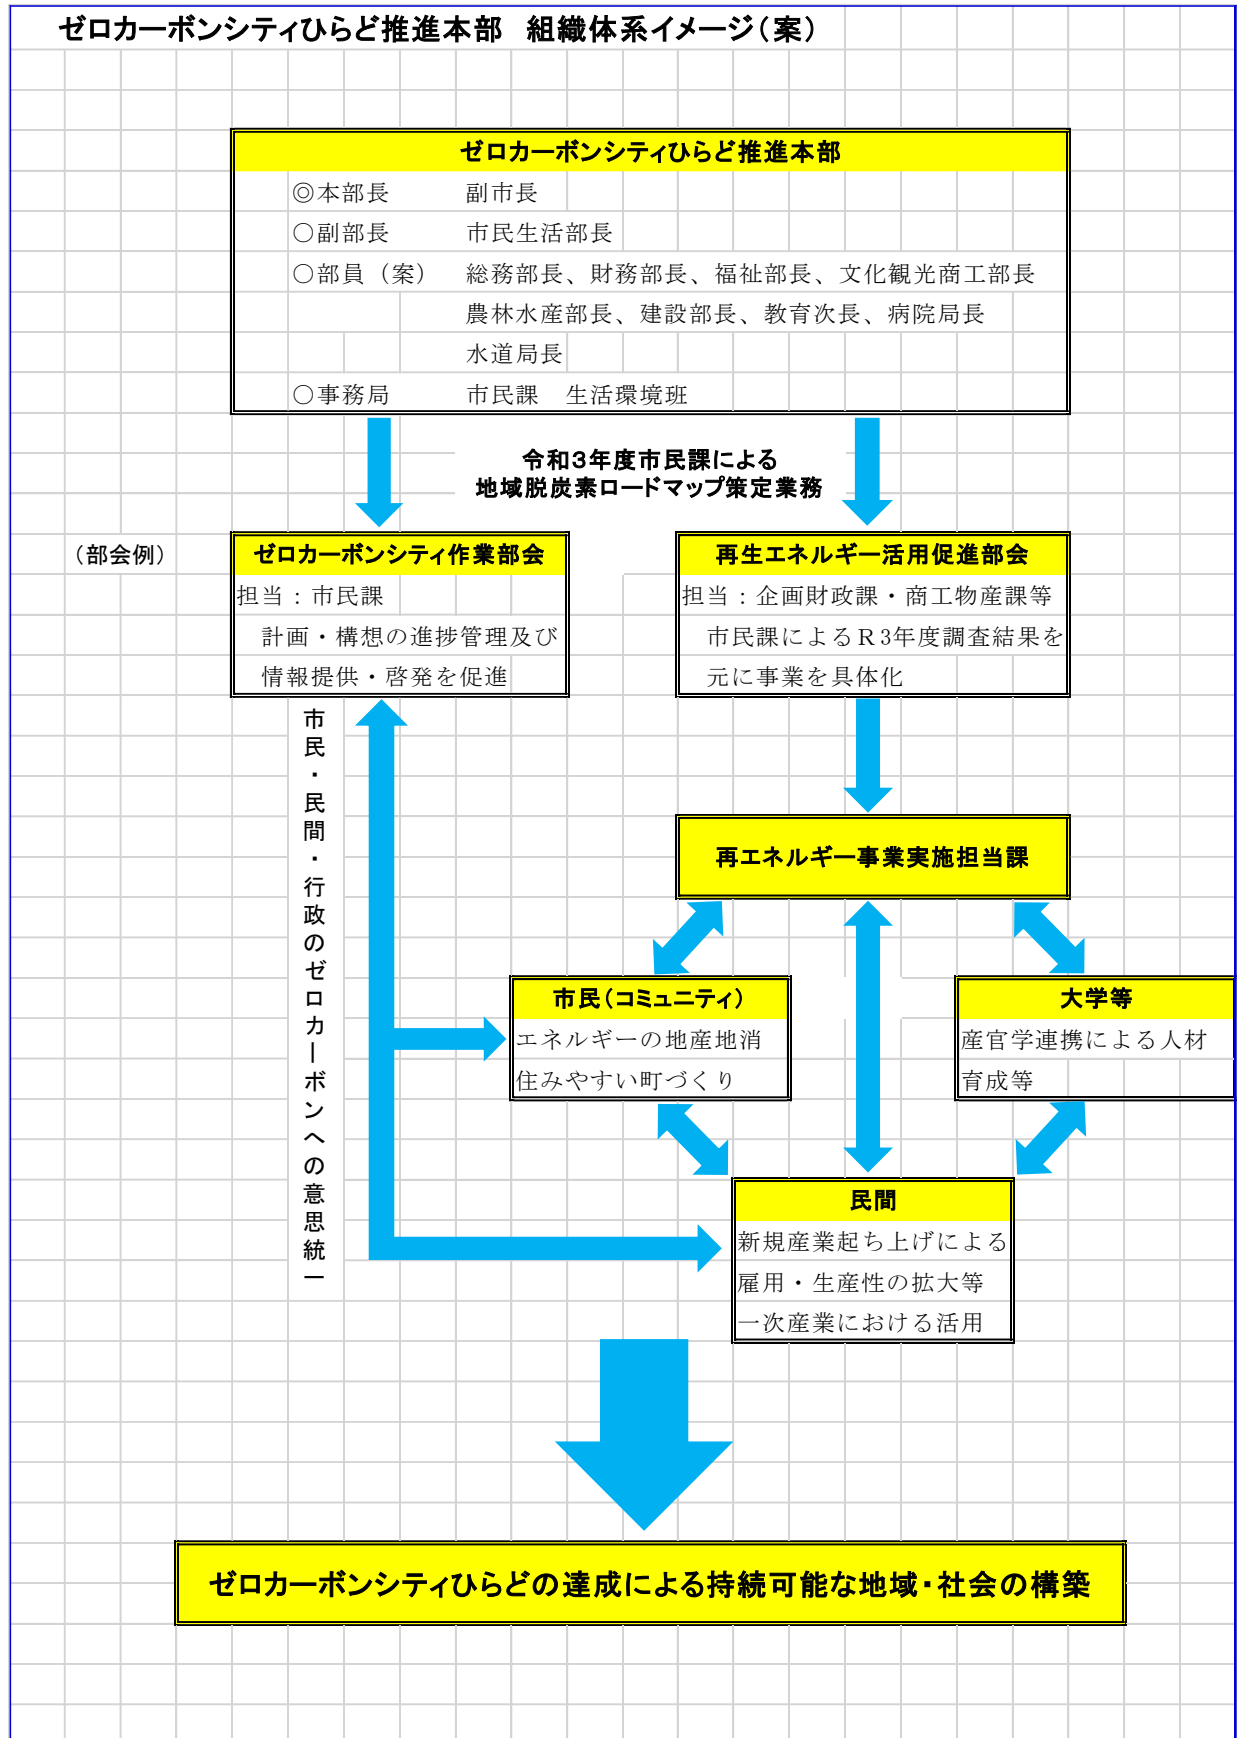 ゼロカーボンシティひらど推進本部　組織体系イメージ（案）
ゼロカーボンシティひらど推進本部
◎本部長　副市長
○副部長　市民生活部長
○部員（案）　総務部長、財務部長、福祉部長、文化観光商工部長
農林水産部長、建設部長、教育次長、病院局長
水道局長
○事務局　市民課　生活環境班
令和3年度市民課による
地域脱炭素ロードマップ策定業務
（部会例）
ゼロカーボンシティ作業部会
担当：市民課
計画・構想の進捗管理及び
情報提供・啓発を促進
再生エネルギー活用促進部会
担当：企画財政課・商工物産課等
市民課によるR3年度調査結果を
元に事業を具体化
市民・民間・行政のゼロカーボンへの意思統一
再エネルギー事業実施担当課
市民（コミュニティ）
エネルギーの地産地消
住みやすい町づくり
大学等
産官学連携による人材
育成等
民間
新規産業起ち上げによる
雇用・生産性の拡大等
一次産業における活用
ゼロカーボンシティひらどの達成による持続可能な地域・社会の構築